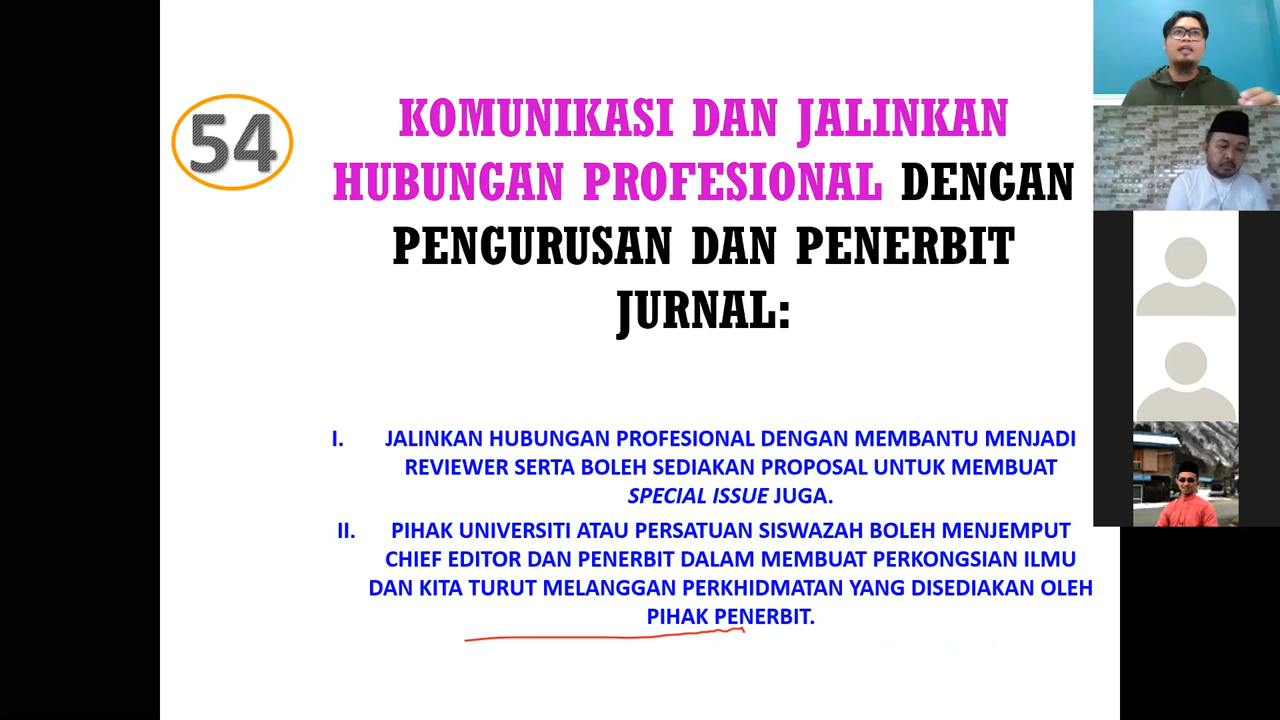 54
KOMUNIKASI DAN JALINKAN
HUBUNGAN PROFESIONAL DENGAN
PENGURUSAN DAN PENERBIT
JURNAL:
I. JALINKAN HUBUNGAN PROFESIONAL DENGAN MEMBANTU MENJADI
REVIEWER SERTA BOLEH SEDIAKAN PROPOSAL UNTUK MEMBUAT
SPECIAL ISSUE JUGA.
II. PIHAK UNIVERSITI ATAU PERSATUAN SISWAZAH BOLEH MENJEMPUT
CHIEF EDITOR DAN PENERBIT DALAM MEMBUAT PERKONGSIAN ILMU
DAN KITA TURUT MELANGGAN PERKHIDMATAN YANG DISEDIAKAN OLEH
PIHAK PENERBIT.